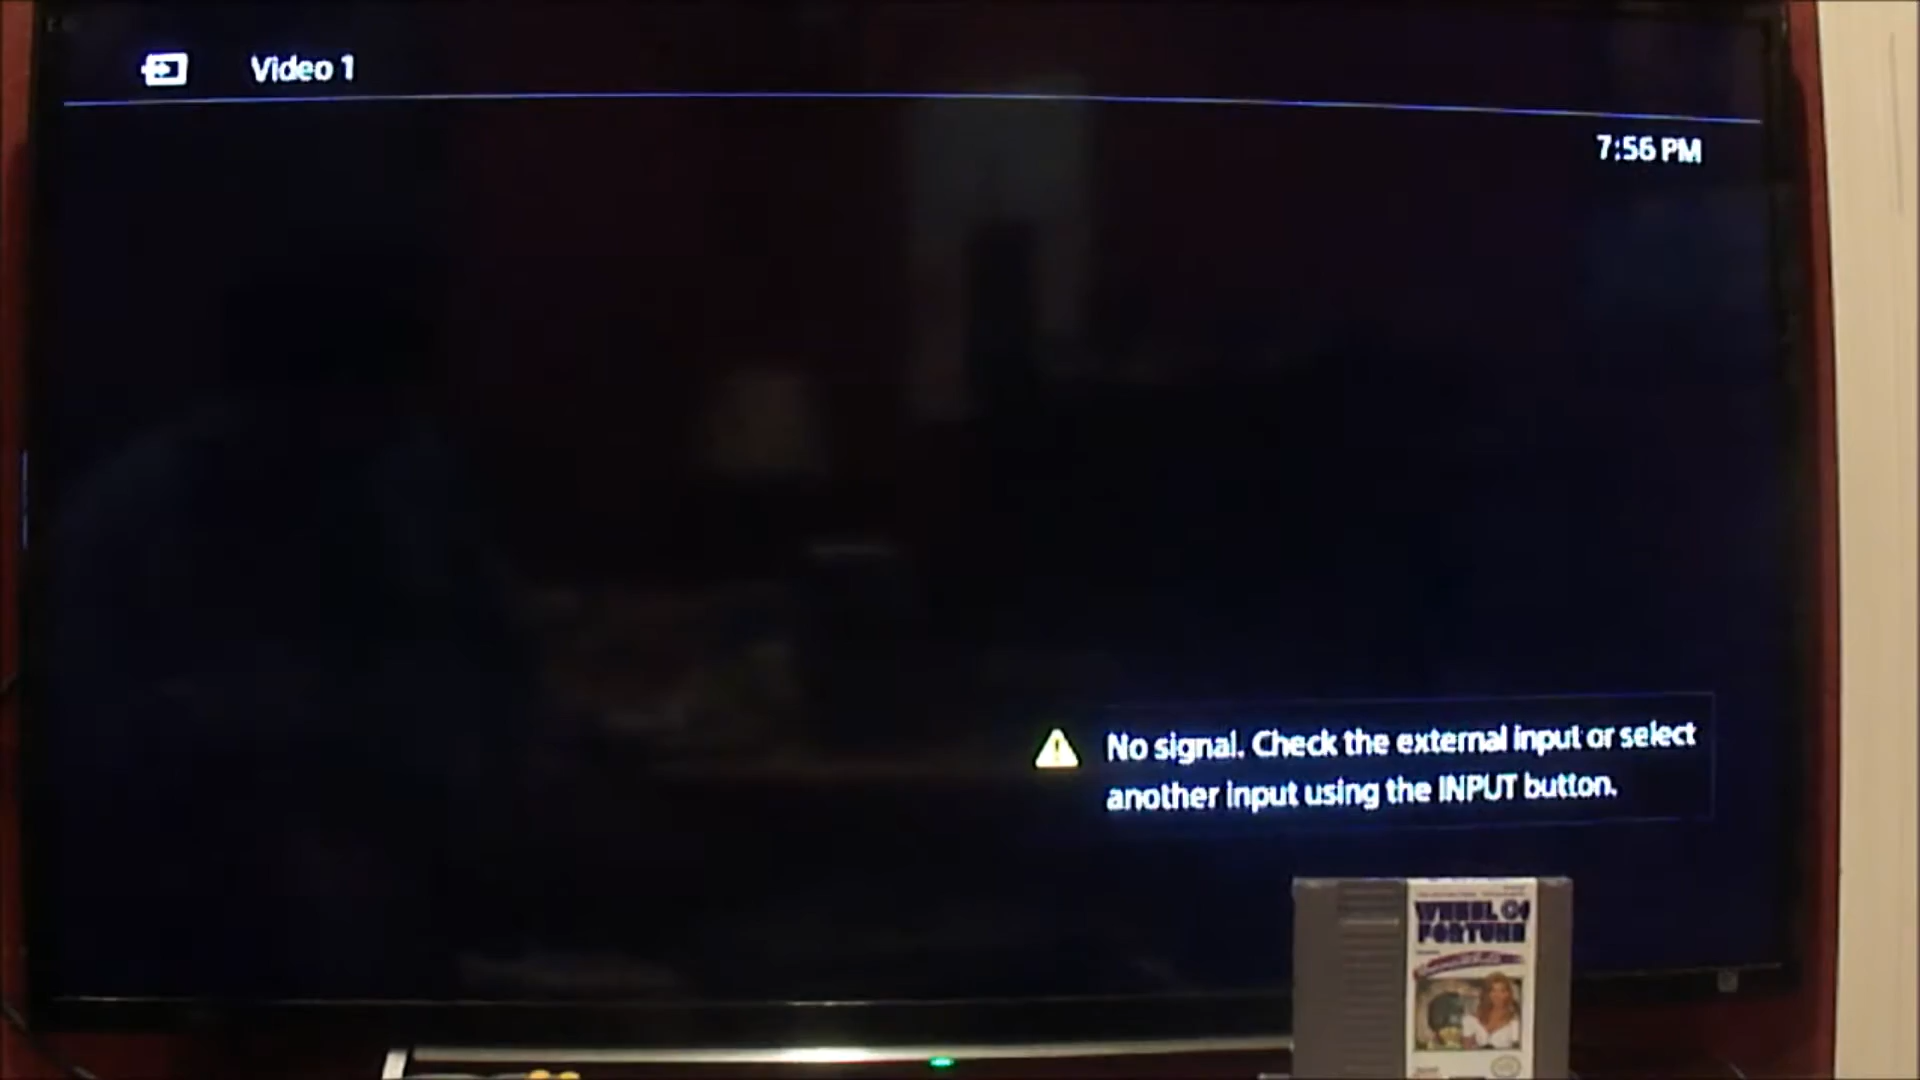 Video 1
7:56 PM
No signal. Check the external input or select
another input using the INPUT button.
WHEEL OF
FORTUNE